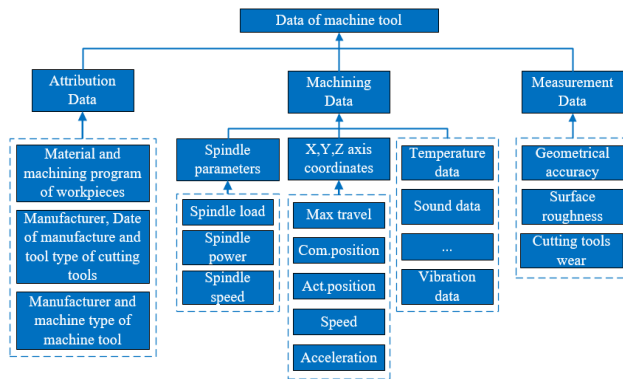 Data of machine tool
Attribution
Data
Machining
Data
Measurement
Data
Material and
machining program
of workpieces
Manufacturer, Date
of manufacture and
tool type of cutting
tools
Manufacturer and
machine type of
machine tool
Spindle
parameters
Spindle load
Spindle
power
Spindle
speed
X,Y,Z axis
coordinates
Max travel
Com.position
Act.position
Speed
Acceleration
Temperature
data
Sound data
...
Vibration
data
Geometrical
accuracy
Surface
roughness
Cutting tools
wear